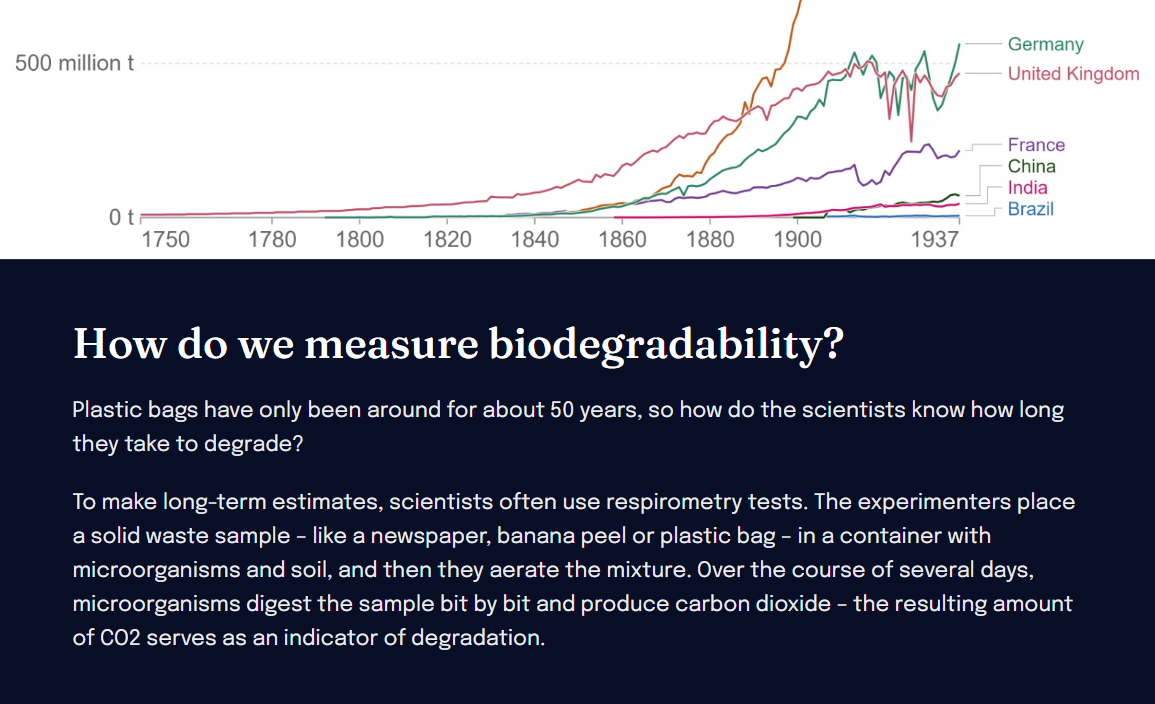 500 million t
Germany
United Kingdom
France
China
India
Brazil
0 t
1750 1780 1800 1820 1840 1860 1880 1900 1937
How do we measure biodegradability?
Plastic bags have only been around for about 50 years, so how do the scientists know how long
they take to degrade?
To make long-term estimates, scientists often use respirometry tests. The experimenters place
a solid waste sample – like a newspaper, banana peel or plastic bag – in a container with
microorganisms and soil, and then they aerate the mixture. Over the course of several days,
microorganisms digest the sample bit by bit and produce carbon dioxide – the resulting amount
of CO2 serves as an indicator of degradation.